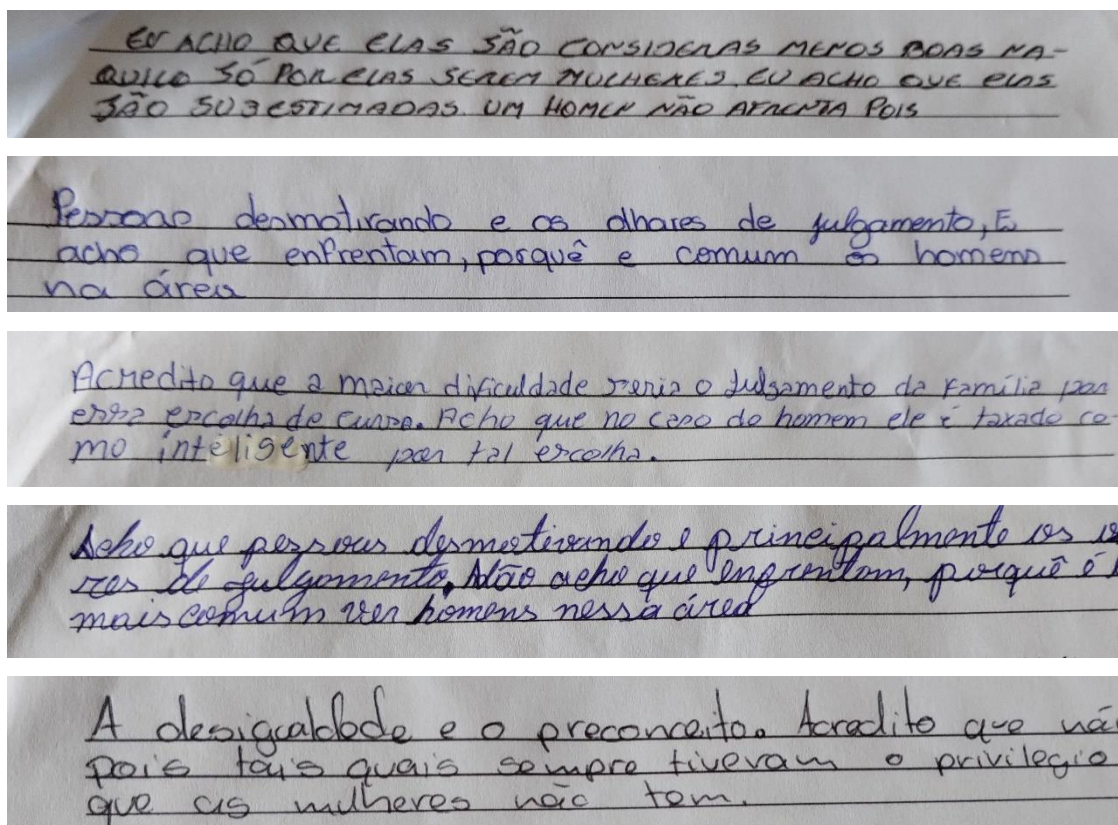 EU ACHO QUE ELAS SÃO CONSIDERAS MENOS BOAS NA-
QUILO SÓ POR ELAS SEREM MULHERES. EU ACHO QUE ELAS
SÃO SUBESTIMADAS. UM HOMEM NÃO AFRENTA POIS
Pessoas desmotivando e os olhares de julgamento, E
acho que enfrentam, porquê e comum os homens
na área
Acredito que a maior dificuldade seria o julgamento da família por
essa escolha de curso. Acho que no caso do homem ele é taxado co
mo inteligente por tal escolha.
Acho que pessoas desmotivando e principalmente os o
res de julgamento. Não acho que enfrentam, porquê é
mais comum ver homens nessa área
A desigualdade e o preconceito. Acredito que nã
pois tais quais sempre tiveram o privilegio
que as mulheres não tem.